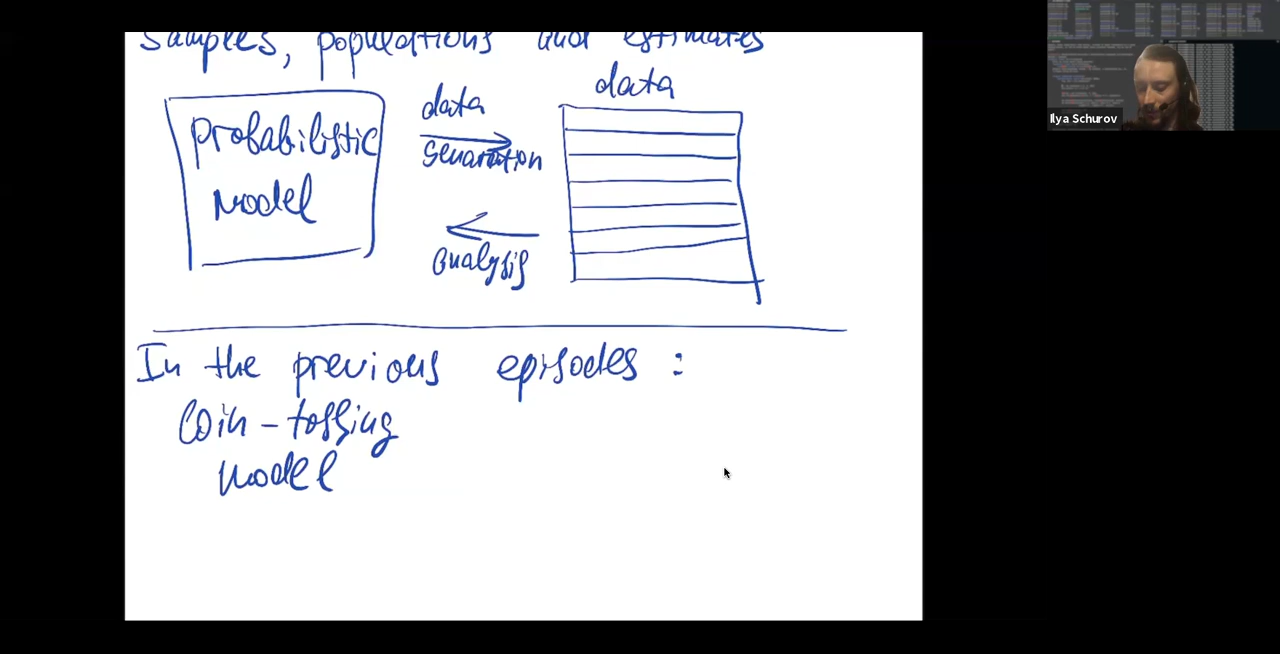 Samples, populations and estimates
data
probabilistic
model
data
generation
analysis
In the previous episodes :
Coin - tossing
model
Ilya Schurov